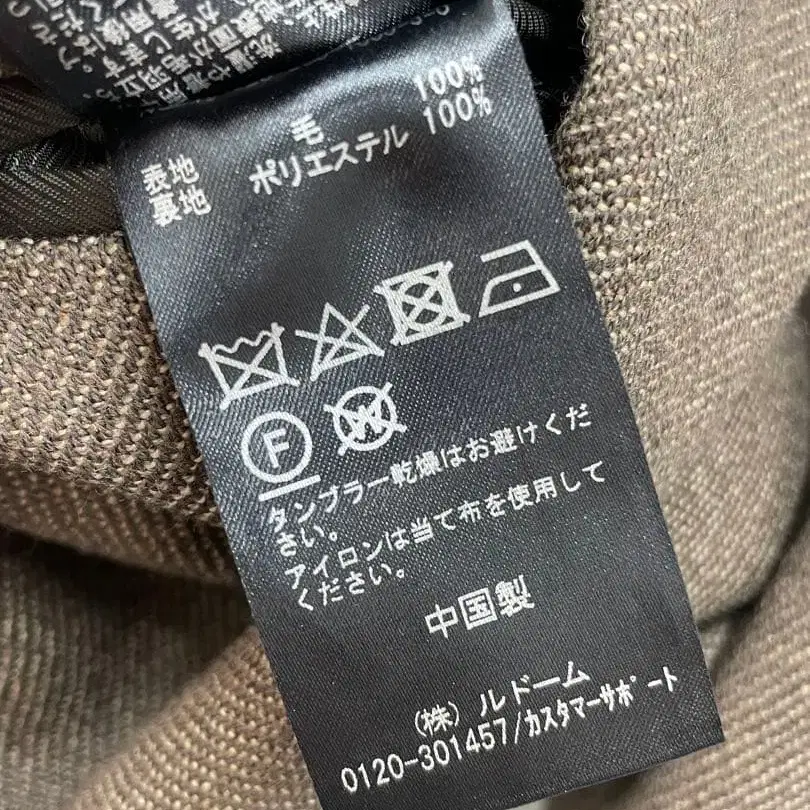 表地 毛 100%
裏地 ポリエステル 100%
F
W
タンブラー乾燥はお避けくだ
さい。
アイロンは当て布を使用して
ください。
中国製
(株) ルドーム
0120-301457/カスタマーサポート